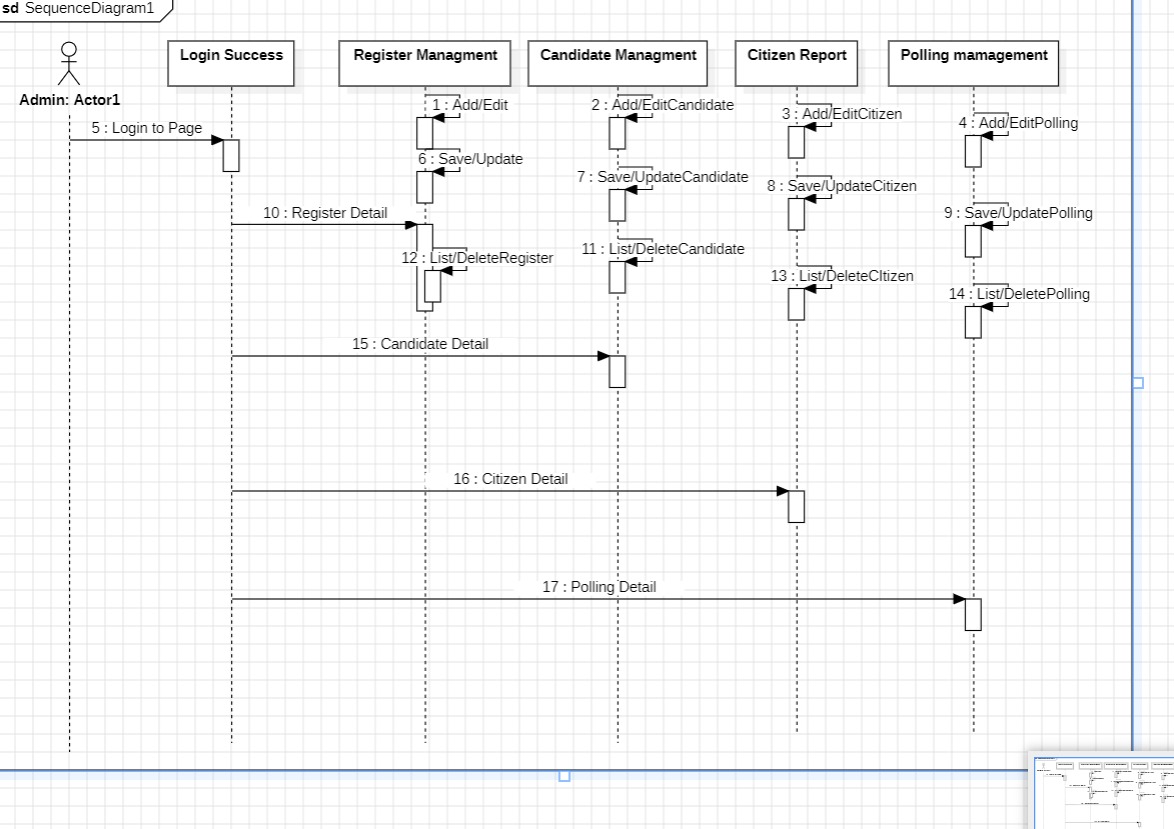 sd SequenceDiagram1
Admin: Actor1
Login Success
Register Managment
Candidate Managment
Citizen Report
Polling mamagement
1 : Add/Edit
2 : Add/EditCandidate
3 : Add/EditCitizen
4 : Add/EditPolling
5 : Login to Page
6 : Save/Update
7 : Save/UpdateCandidate
8 : Save/UpdateCitizen
9 : Save/UpdatePolling
10 : Register Detail
11 : List/DeleteCandidate
12 : List/DeleteRegister
13 : List/DeleteCItizen
14 : List/DeletePolling
15 : Candidate Detail
16 : Citizen Detail
17 : Polling Detail